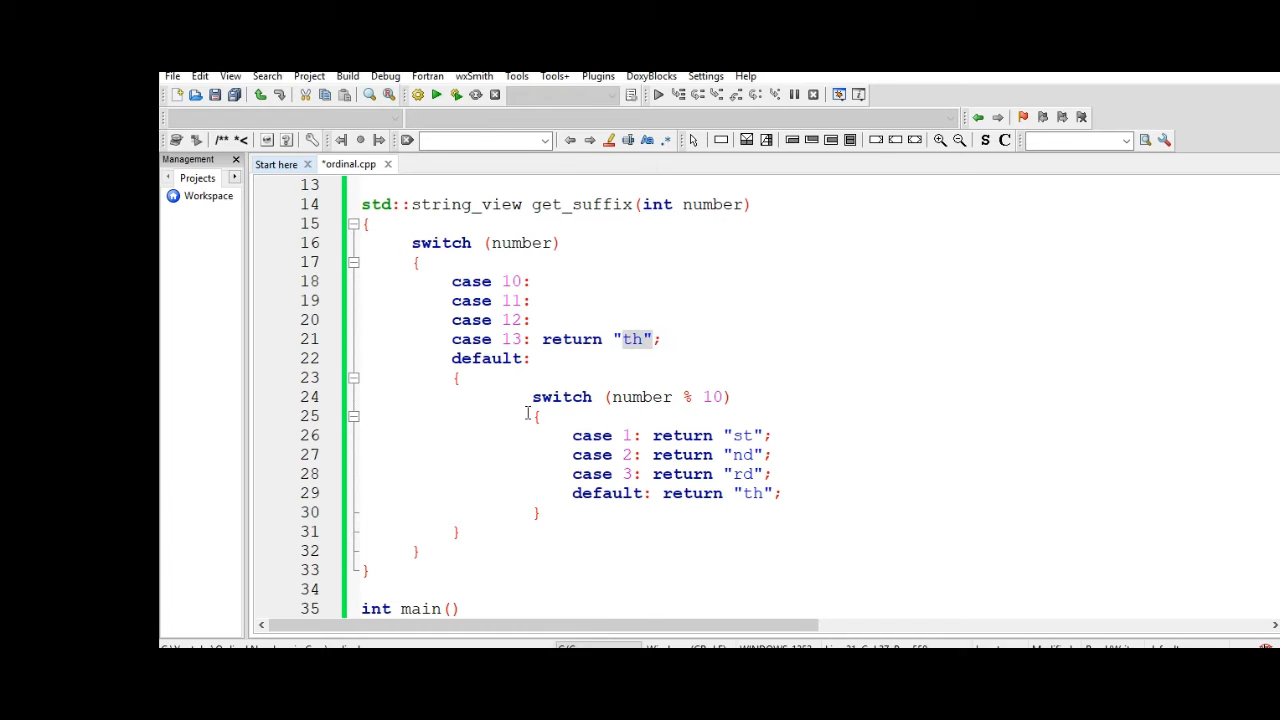 File Edit View Search Project Build Debug Fortran wxSmith Tools Tools+ Plugins DoxyBlocks Settings Help
/** *<
S C
Management
Start here *ordinal.cpp
Projects
Workspace
13
14 std::string_view get_suffix(int number)
15 {
16 switch (number)
17 {
18 case 10:
19 case 11:
20 case 12:
21 case 13: return "th";
22 default:
23 {
24 switch (number % 10)
25 {
26 case 1: return "st";
27 case 2: return "nd";
28 case 3: return "rd";
29 default: return "th";
30 }
31 }
32 }
33 }
34
35 int main()